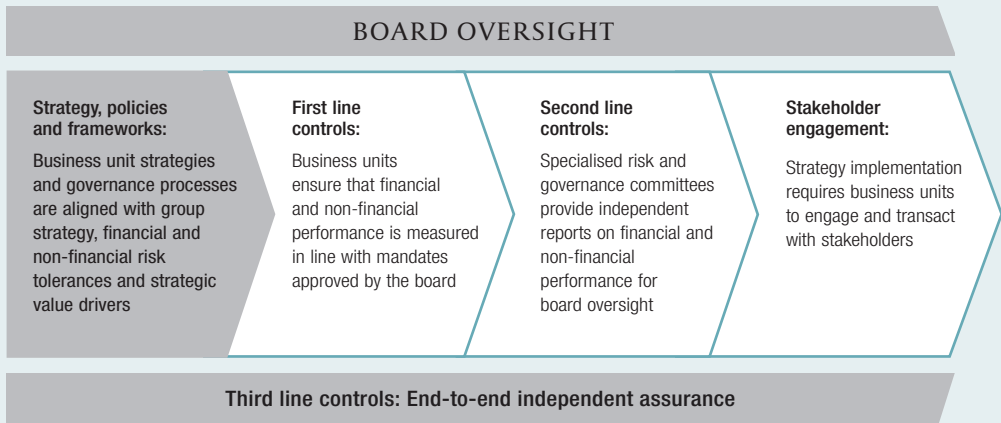 BOARD OVERSIGHT
Strategy, policies
and frameworks:
Business unit strategies
and governance processes
are aligned with group
strategy, financial and
non-financial risk
tolerances and strategic
value drivers
First line
controls:
Business units
ensure that financial
and non-financial
performance is measured
in line with mandates
approved by the board
Second line
controls:
Specialised risk and
governance committees
provide independent
reports on financial and
non-financial
performance for
board oversight
Stakeholder
engagement:
Strategy implementation
requires business units
to engage and transact
with stakeholders
Third line controls: End-to-end independent assurance